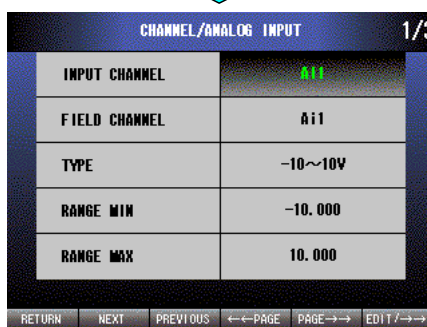 CHANNEL/ANALOG INPUT 1/3
INPUT CHANNEL Ai1
FIELD CHANNEL Ai1
TYPE -10~10V
RANGE MIN -10.000
RANGE MAX 10.000
RETURN NEXT PREVIOUS ←←PAGE PAGE→→ EDIT/→→